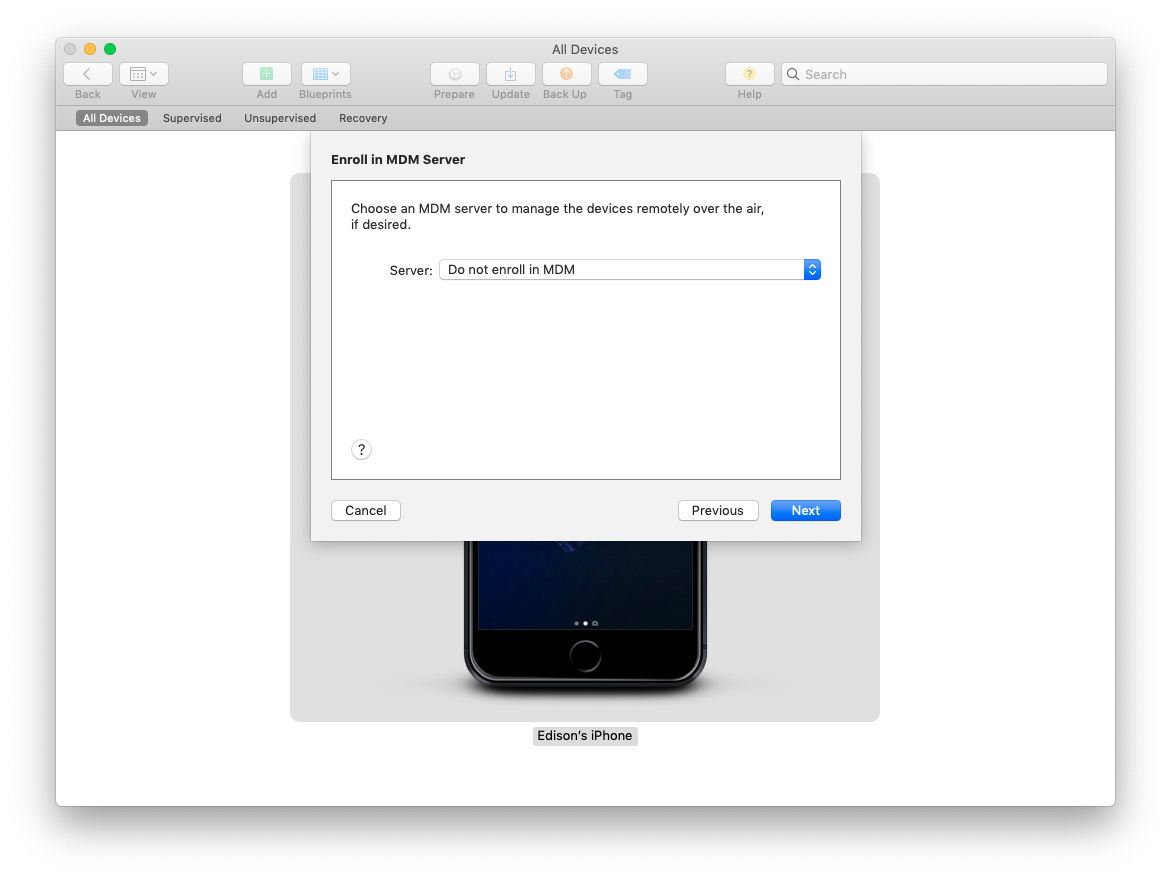 All Devices
Back
View
Add
Blueprints
Prepare
Update
Back Up
Tag
?
Help
Search
All Devices
Supervised
Unsupervised
Recovery
Enroll in MDM Server
Choose an MDM server to manage the devices remotely over the air,
if desired.
Server: Do not enroll in MDM
?
Cancel
Previous
Next
Edison’s iPhone